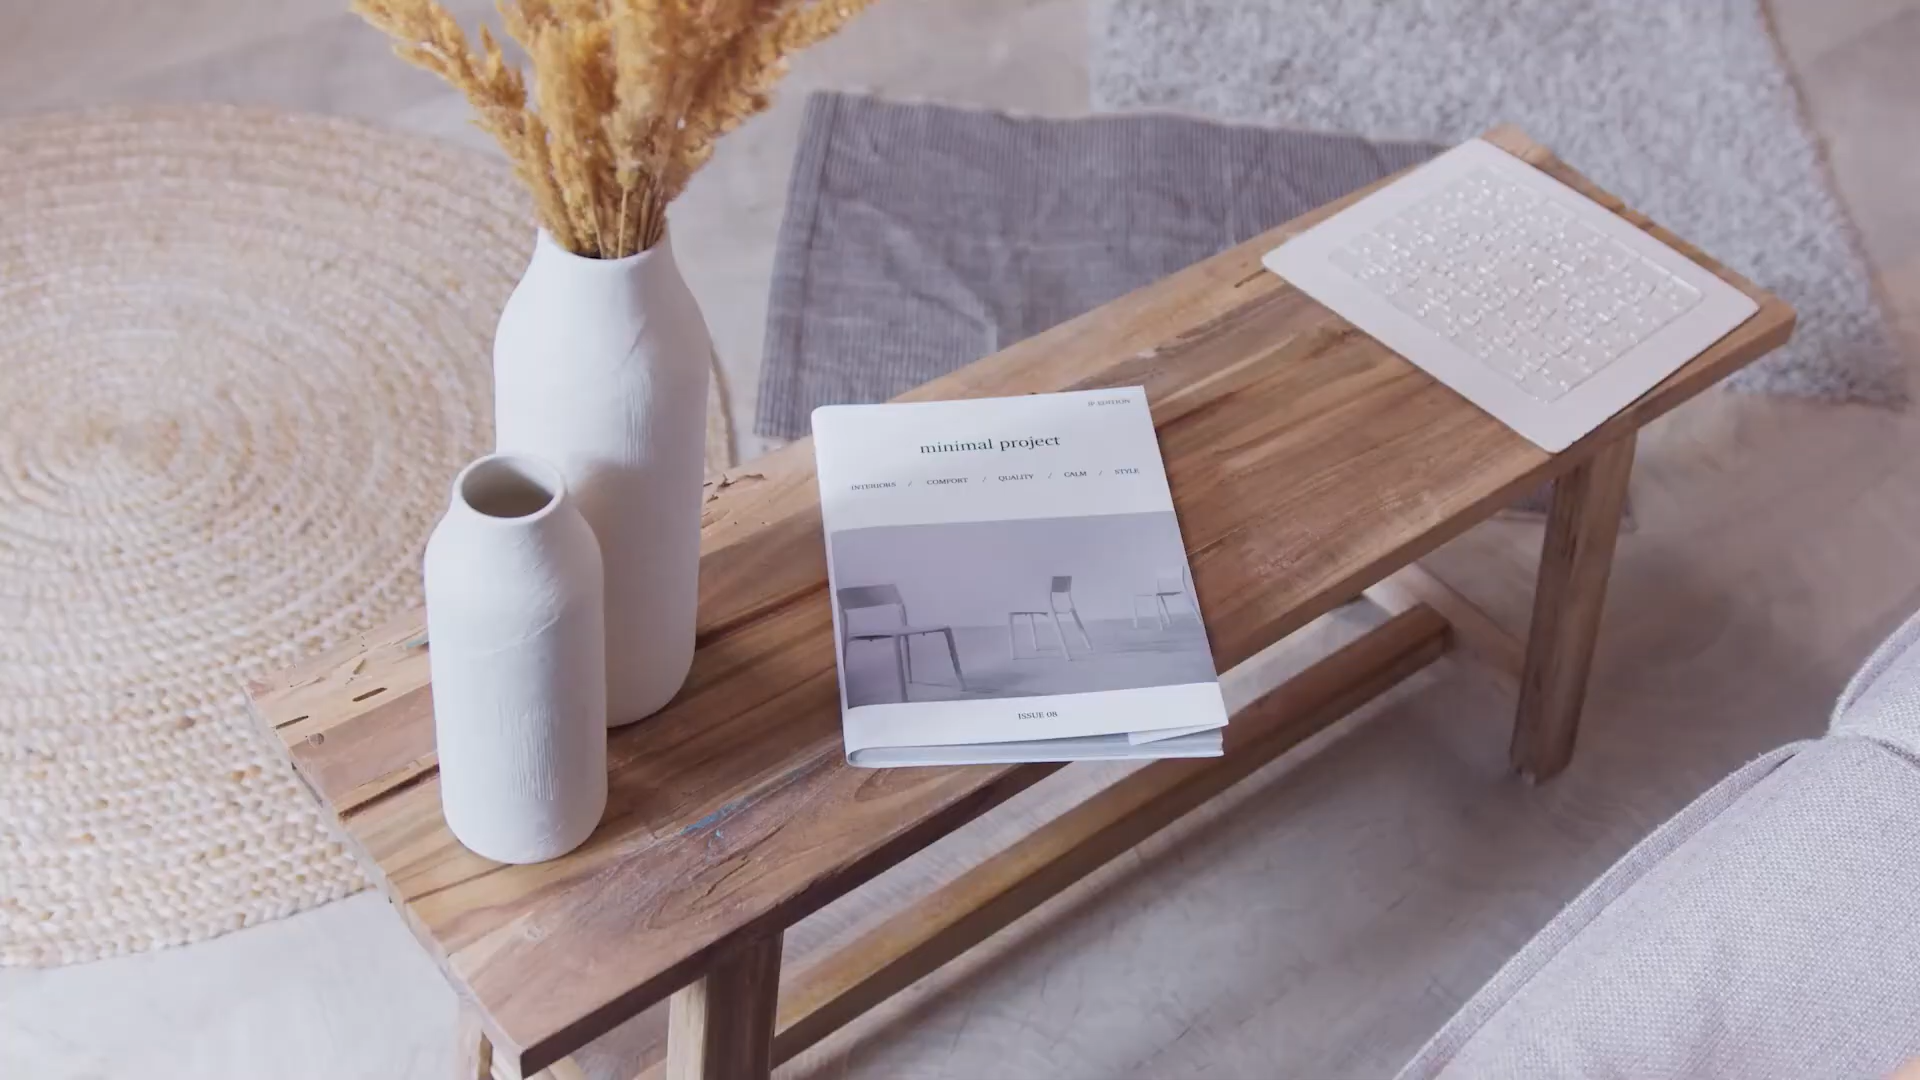 minimal project
INTERIORS / COMFORT / QUALITY / CALM / STYLE
ISSUE 08